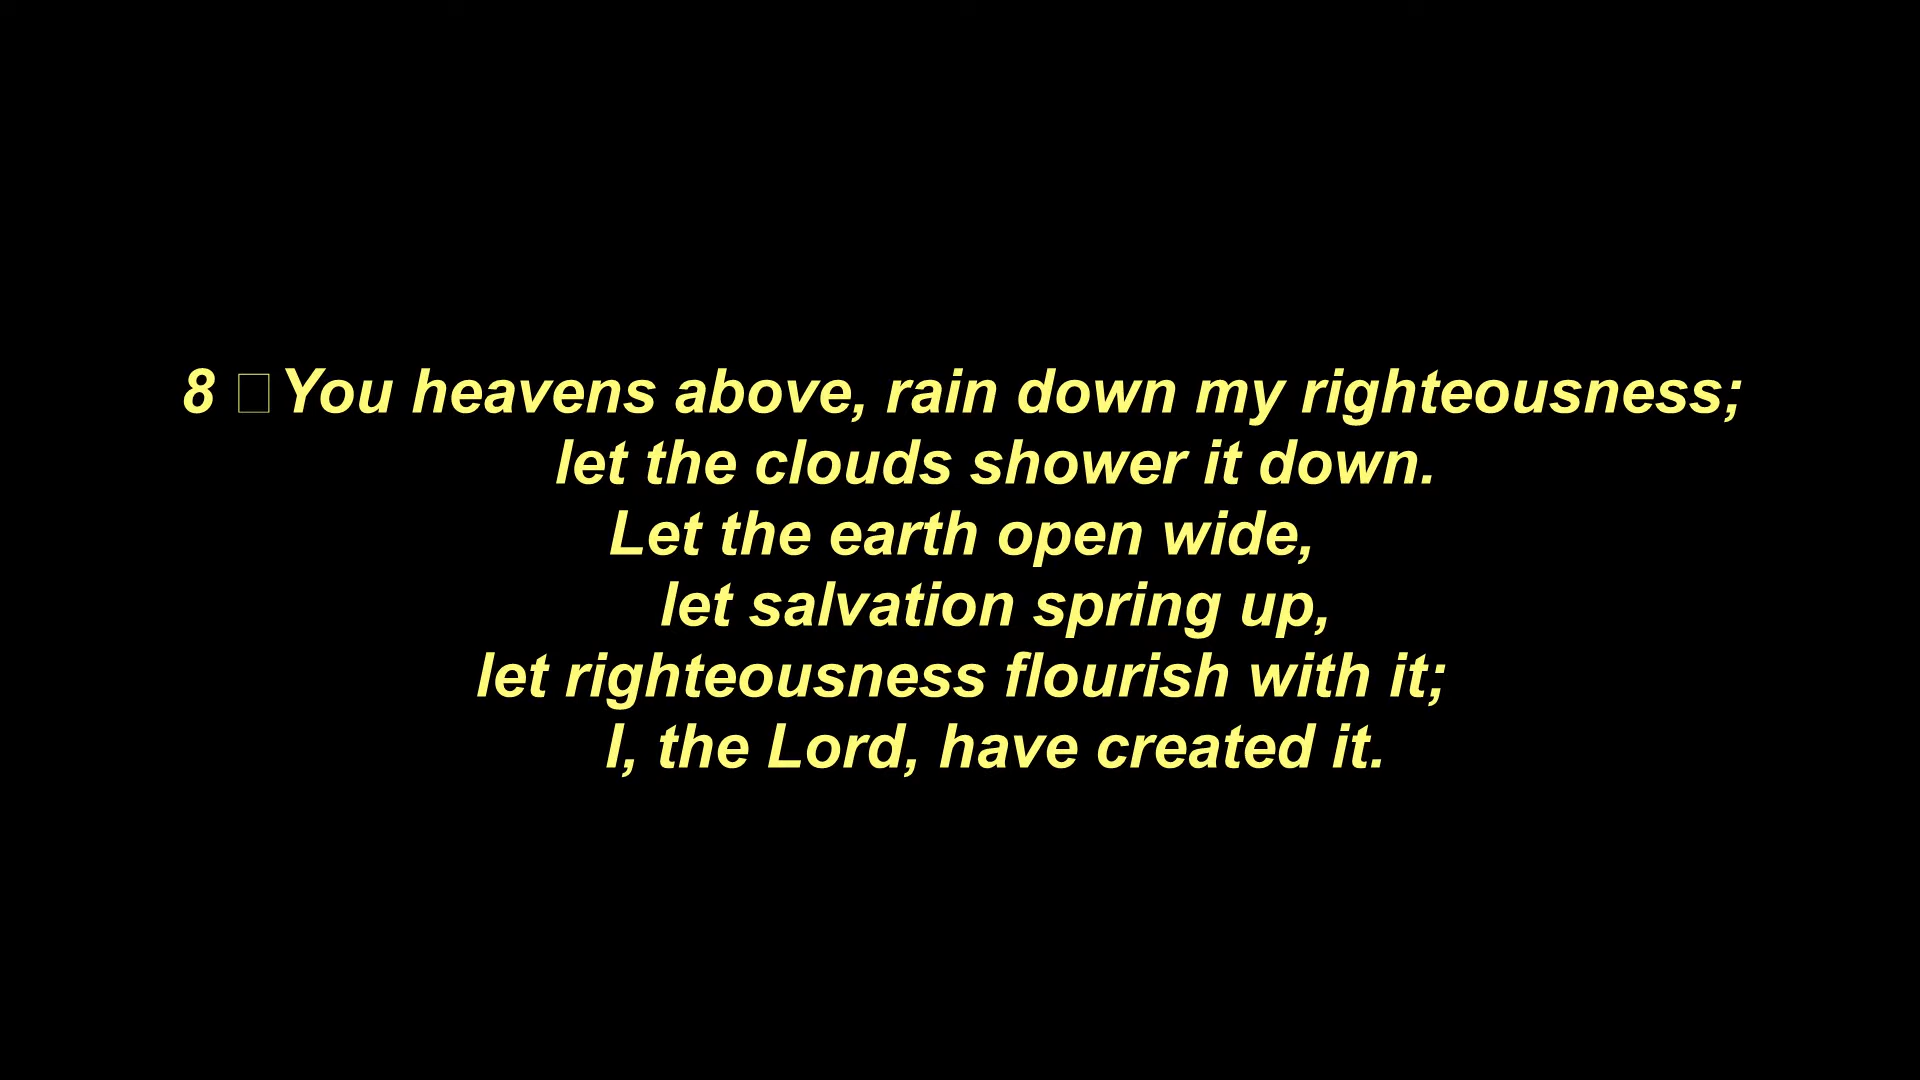 8 □You heavens above, rain down my righteousness;
let the clouds shower it down.
Let the earth open wide,
let salvation spring up,
let righteousness flourish with it;
I, the Lord, have created it.